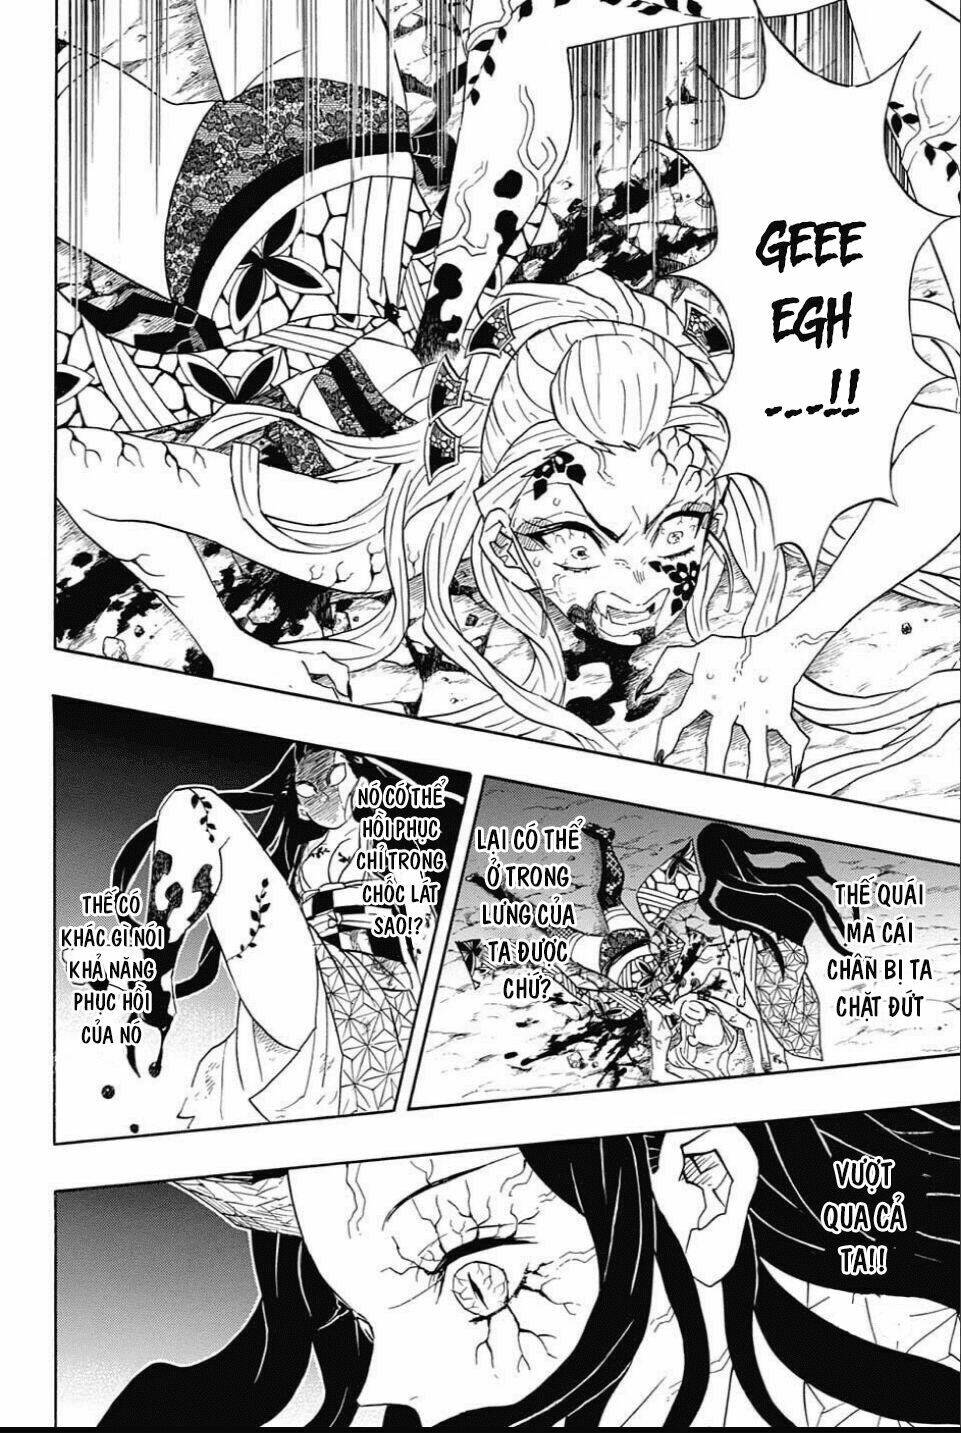 GEEE
EGH
---!!
THẾ QUÁI
MÀ CÁI
CHÂN BỊ TA
CHẶT ĐỨT
LẠI CÓ THỂ
Ở TRONG
LƯNG CỦA
TA ĐƯỢC
CHỨ?
NÓ CÓ THỂ
HỒI PHỤC
CHỈ TRONG
CHỐC LÁT
SAO!?
THẾ CÓ
KHÁC GÌ NÓI
KHẢ NĂNG
PHỤC HỒI
CỦA NÓ
VƯỢT
QUA CẢ
TA!!